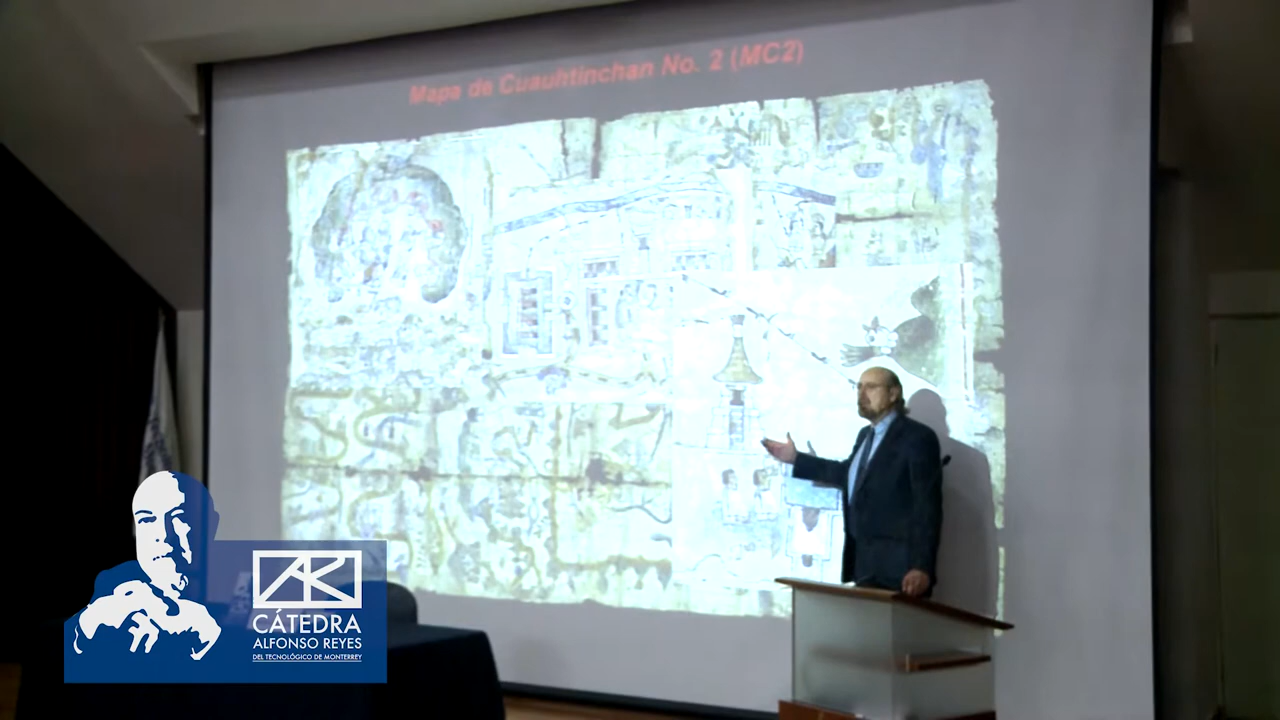 Mapa de Cuauhtinchan No. 2 (MC2)
CÁTEDRA
ALFONSO REYES
DEL TECNOLÓGICO DE MONTERREY